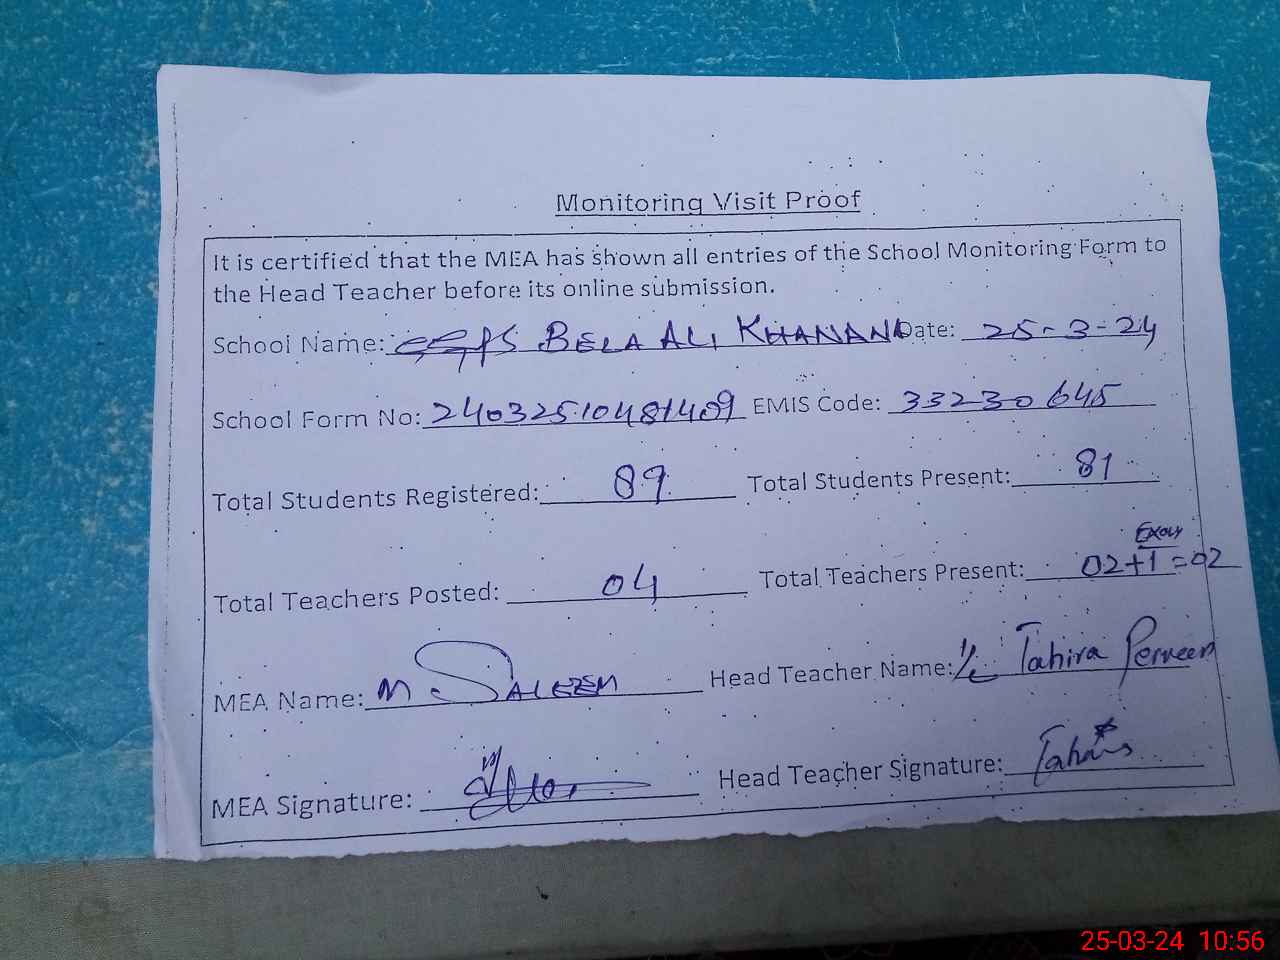 Monitoring Visit Proof
It is certified that the MEA has shown all entries of the School Monitoring Form to
the Head Teacher before its online submission.
School Name: GGPS BELA ALI KHANANA Date: 25-3-24
School Form No: 24032510481409 EMIS Code: 33230645
Total Students Registered: 89 Total Students Present: 81
Total Teachers Posted: 04 Total Teachers Present: 02+1=02
MEA Name: M. SALEEM Head Teacher Name: I/C Tahira Perveen
MEA Signature: Head Teacher Signature: Tahira
25-03-24 10:56